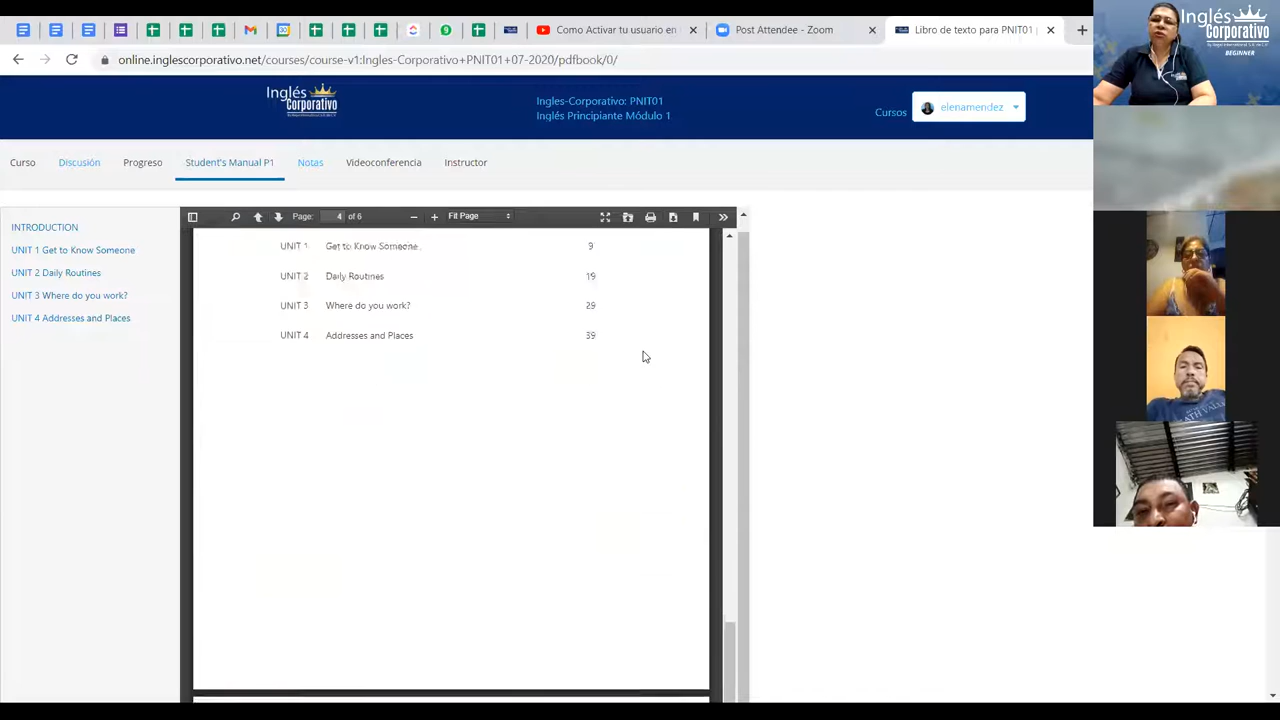 Como Activar tu usuario en
Post Attendee - Zoom
Libro de texto para PNIT01
online.inglescorporativo.net/courses/course-v1:Ingles-Corporativo+PNIT01+07-2020/pdfbook/0/
Inglés
Corporativo
BEGINNER
Inglés
Corporativo
Ingles-Corporativo: PNIT01
Inglés Principiante Módulo 1
Cursos
elenamendez
Curso
Discusión
Progreso
Student's Manual P1
Notas
Videoconferencia
Instructor
Page: 4 of 6
Fit Page
INTRODUCTION
UNIT 1 Get to Know Someone
UNIT 2 Daily Routines
UNIT 3 Where do you work?
UNIT 4 Addresses and Places
UNIT 1 Get to Know Someone 9
UNIT 2 Daily Routines 19
UNIT 3 Where do you work? 29
UNIT 4 Addresses and Places 39